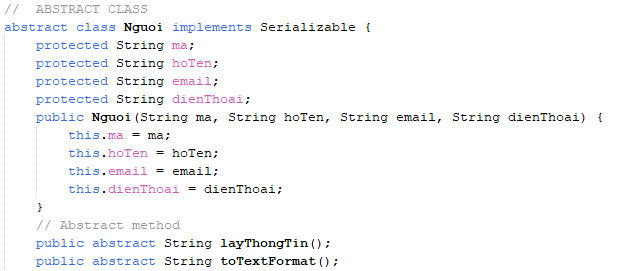 //  ABSTRACT CLASS
abstract class Nguoi implements Serializable {
    protected String ma;
    protected String hoTen;
    protected String email;
    protected String dienThoai;
    public Nguoi(String ma, String hoTen, String email, String dienThoai) {
        this.ma = ma;
        this.hoTen = hoTen;
        this.email = email;
        this.dienThoai = dienThoai;
    }
    // Abstract method
    public abstract String layThongTin();
    public abstract String toTextFormat();